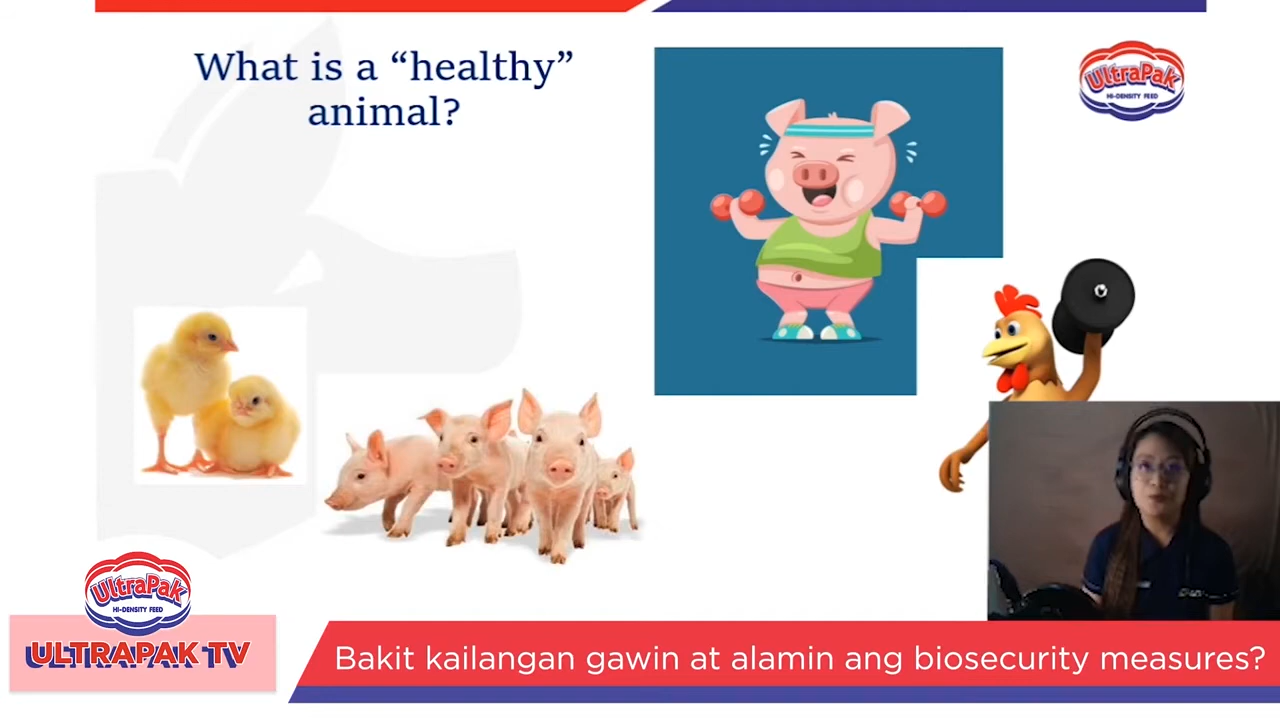 What is a “healthy”
animal?
UltraPak
HI-DENSITY FEED
UltraPak
HI-DENSITY FEED
ULTRAPAK TV
Bakit kailangan gawin at alamin ang biosecurity measures?